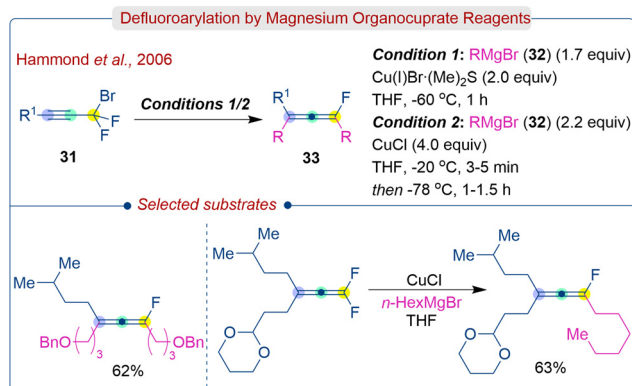 Defluoroarylation by Magnesium Organocuprate Reagents
Hammond et al., 2006
R¹
Br
F
F
31
Conditions 1/2
R¹
F
R
R
33
Condition 1: RMgBr (32) (1.7 equiv)
Cu(I)Br·(Me)₂S (2.0 equiv)
THF, -60 °C, 1 h
Condition 2: RMgBr (32) (2.2 equiv)
CuCl (4.0 equiv)
THF, -20 °C, 3-5 min
then -78 °C, 1-1.5 h
Selected substrates
Me
Me
F
BnO
3
3
OBn
62%
Me
Me
F
F
O
O
CuCl
n-HexMgBr
THF
Me
Me
F
Me
O
O
63%